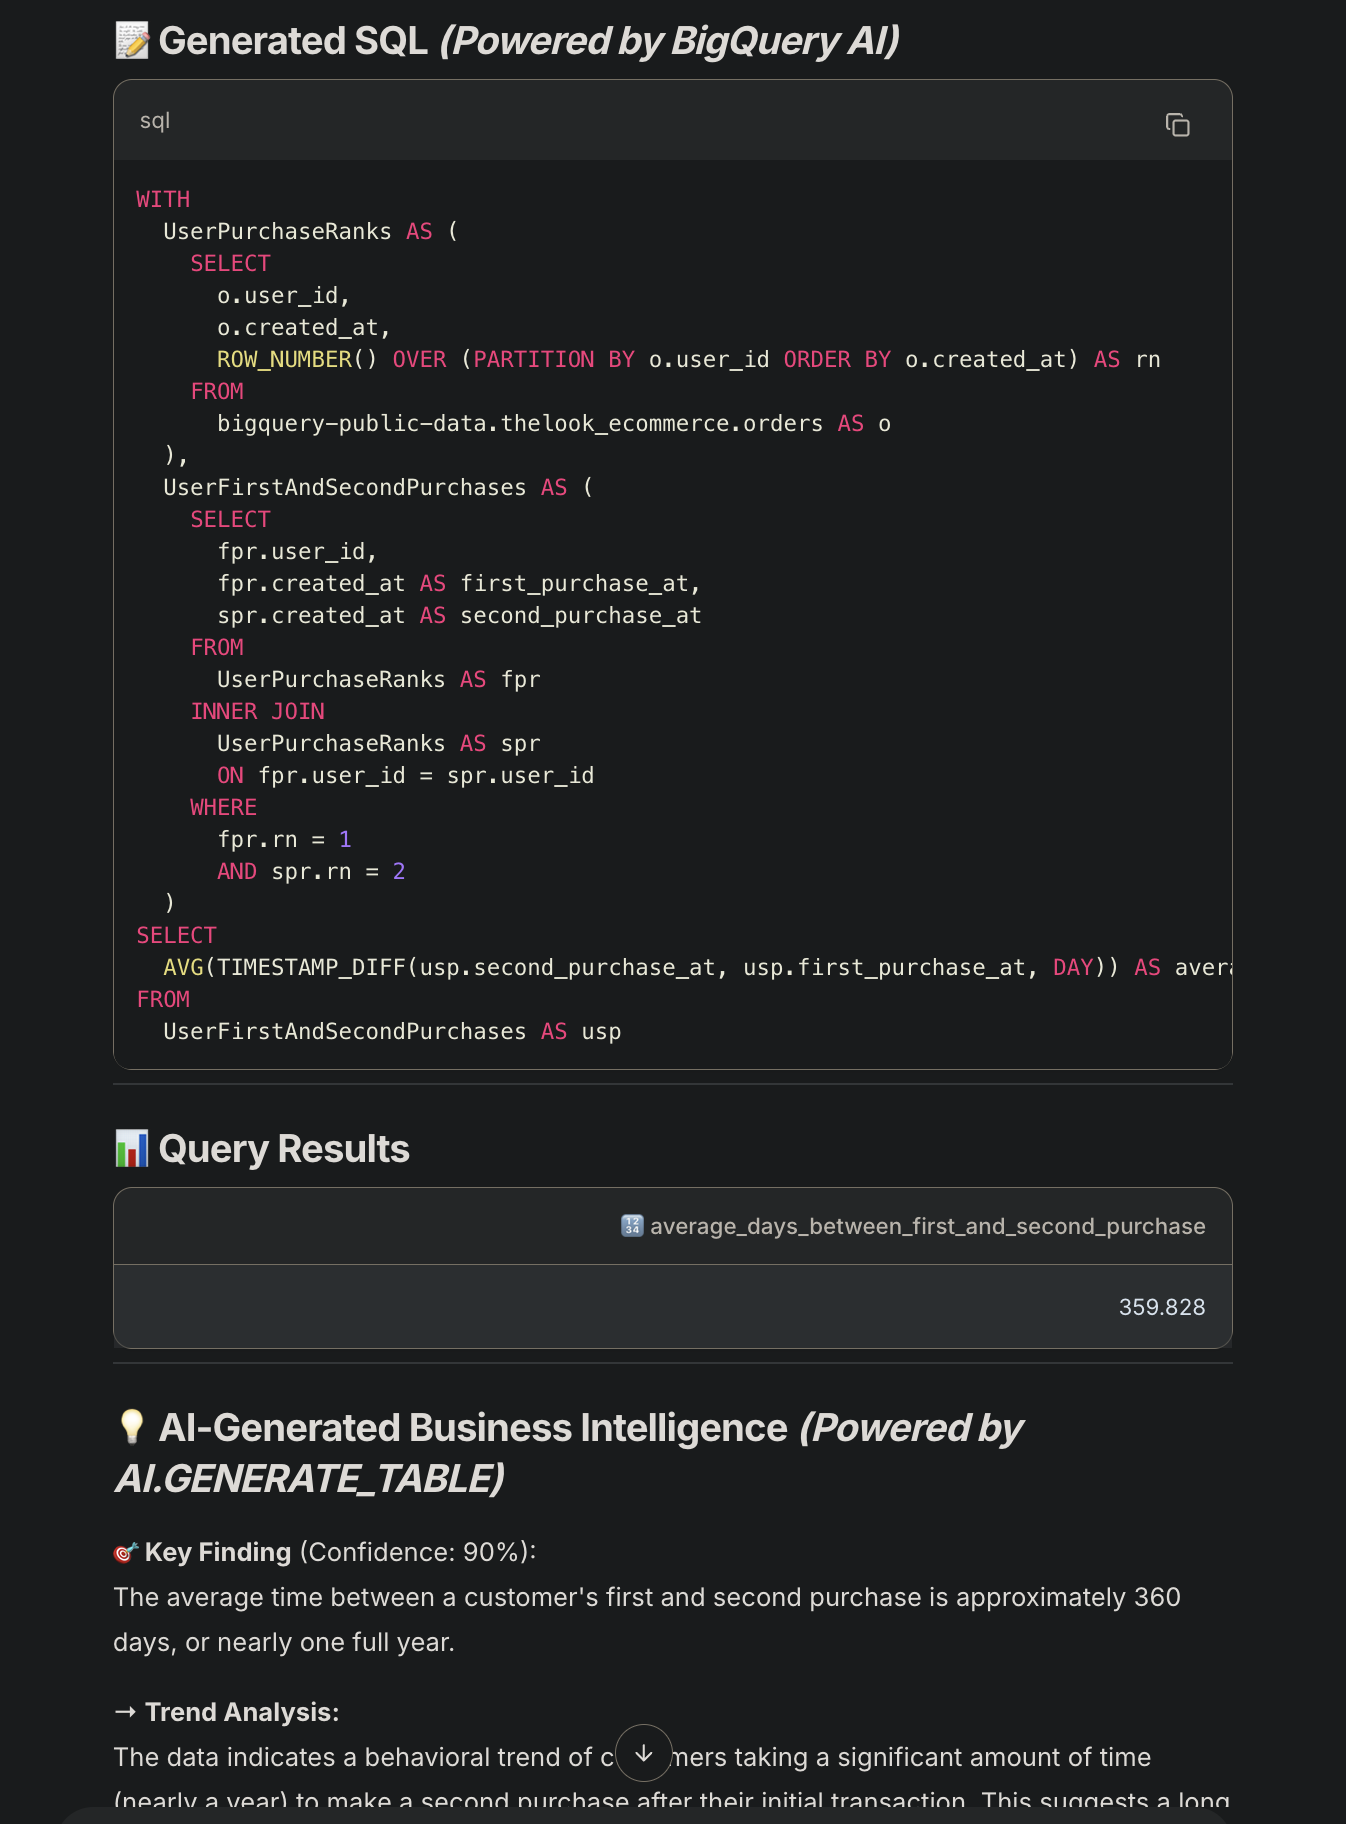 Generated SQL (Powered by BigQuery AI)
sql
WITH
  UserPurchaseRanks AS (
    SELECT
      o.user_id,
      o.created_at,
      ROW_NUMBER() OVER (PARTITION BY o.user_id ORDER BY o.created_at) AS rn
    FROM
      bigquery-public-data.thelook_ecommerce.orders AS o
  ),
  UserFirstAndSecondPurchases AS (
    SELECT
      fpr.user_id,
      fpr.created_at AS first_purchase_at,
      spr.created_at AS second_purchase_at
    FROM
      UserPurchaseRanks AS fpr
    INNER JOIN
      UserPurchaseRanks AS spr
      ON fpr.user_id = spr.user_id
    WHERE
      fpr.rn = 1
      AND spr.rn = 2
  )
SELECT
  AVG(TIMESTAMP_DIFF(usp.second_purchase_at, usp.first_purchase_at, DAY)) AS
FROM
  UserFirstAndSecondPurchases AS usp
Query Results
average_days_between_first_and_second_purchase
359.828
AI-Generated Business Intelligence (Powered by
AI.GENERATE_TABLE)
Key Finding (Confidence: 90%):
The average time between a customer's first and second purchase is approximately 360
days, or nearly one full year.
→ Trend Analysis:
The data indicates a behavioral trend of taking a significant amount of time
(nearly a year) to make a second purchase after their initial transaction. This suggests a long